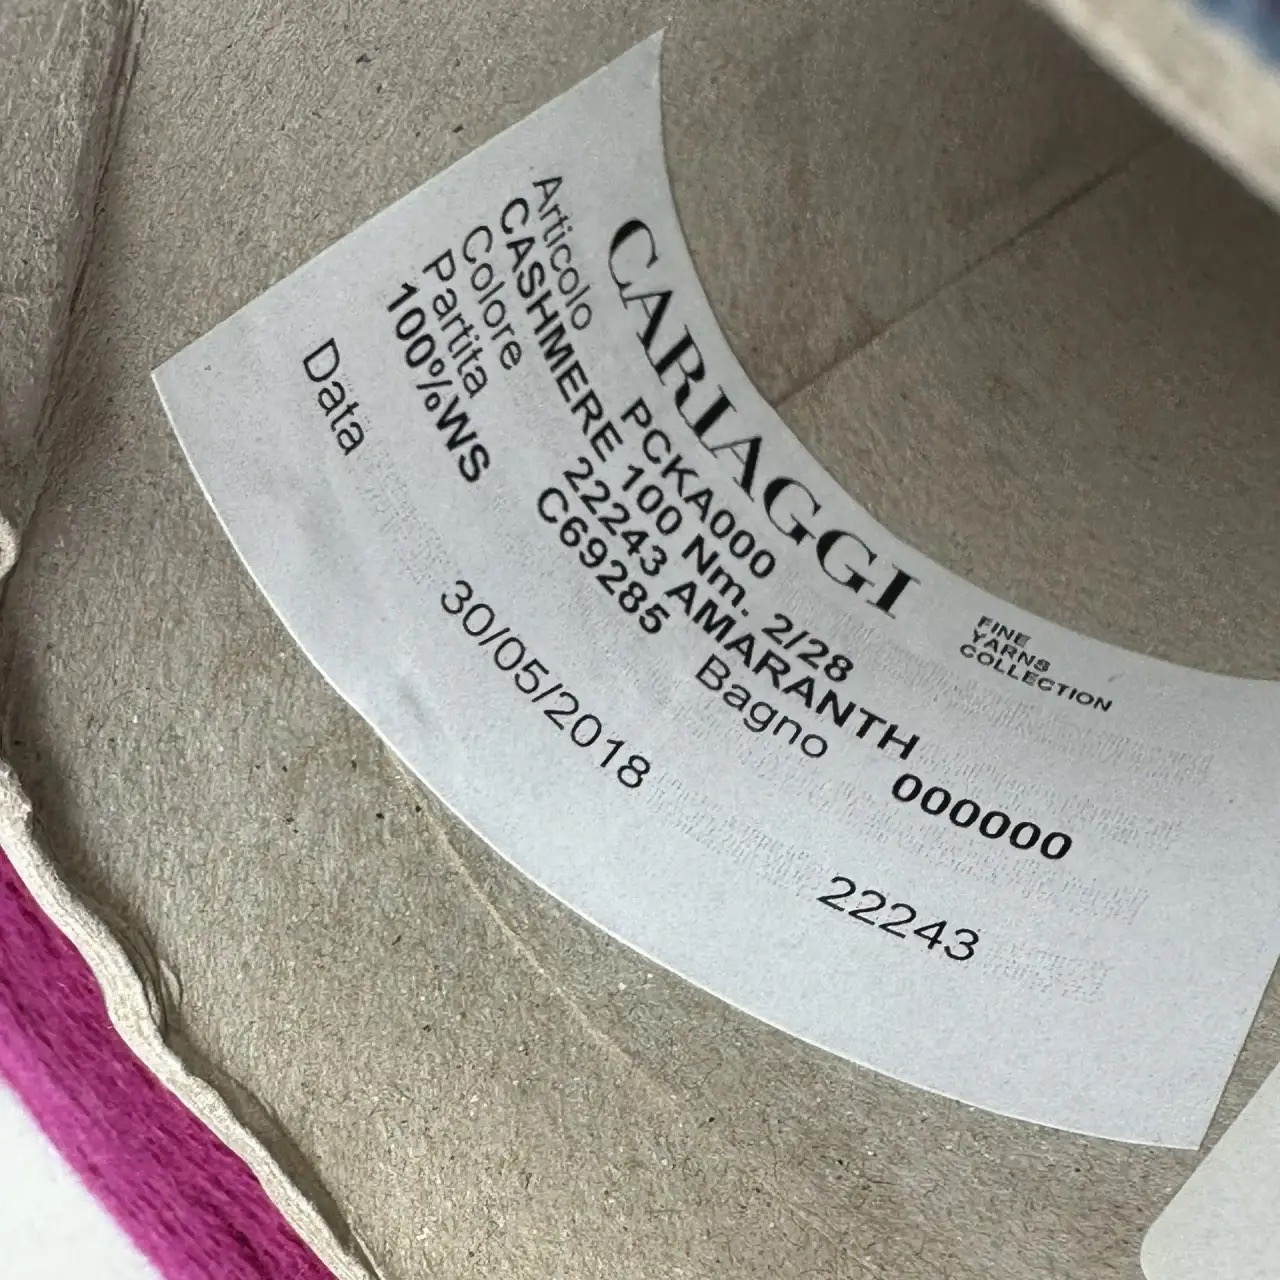 CARIAGGI
FINE
YARNS
COLLECTION
Articolo PCKA000
CASHMERE 100 Nm. 2/28
Colore 22243 AMARANTH
Partita C69285 Bagno 000000
100%WS
Data 30/05/2018 22243